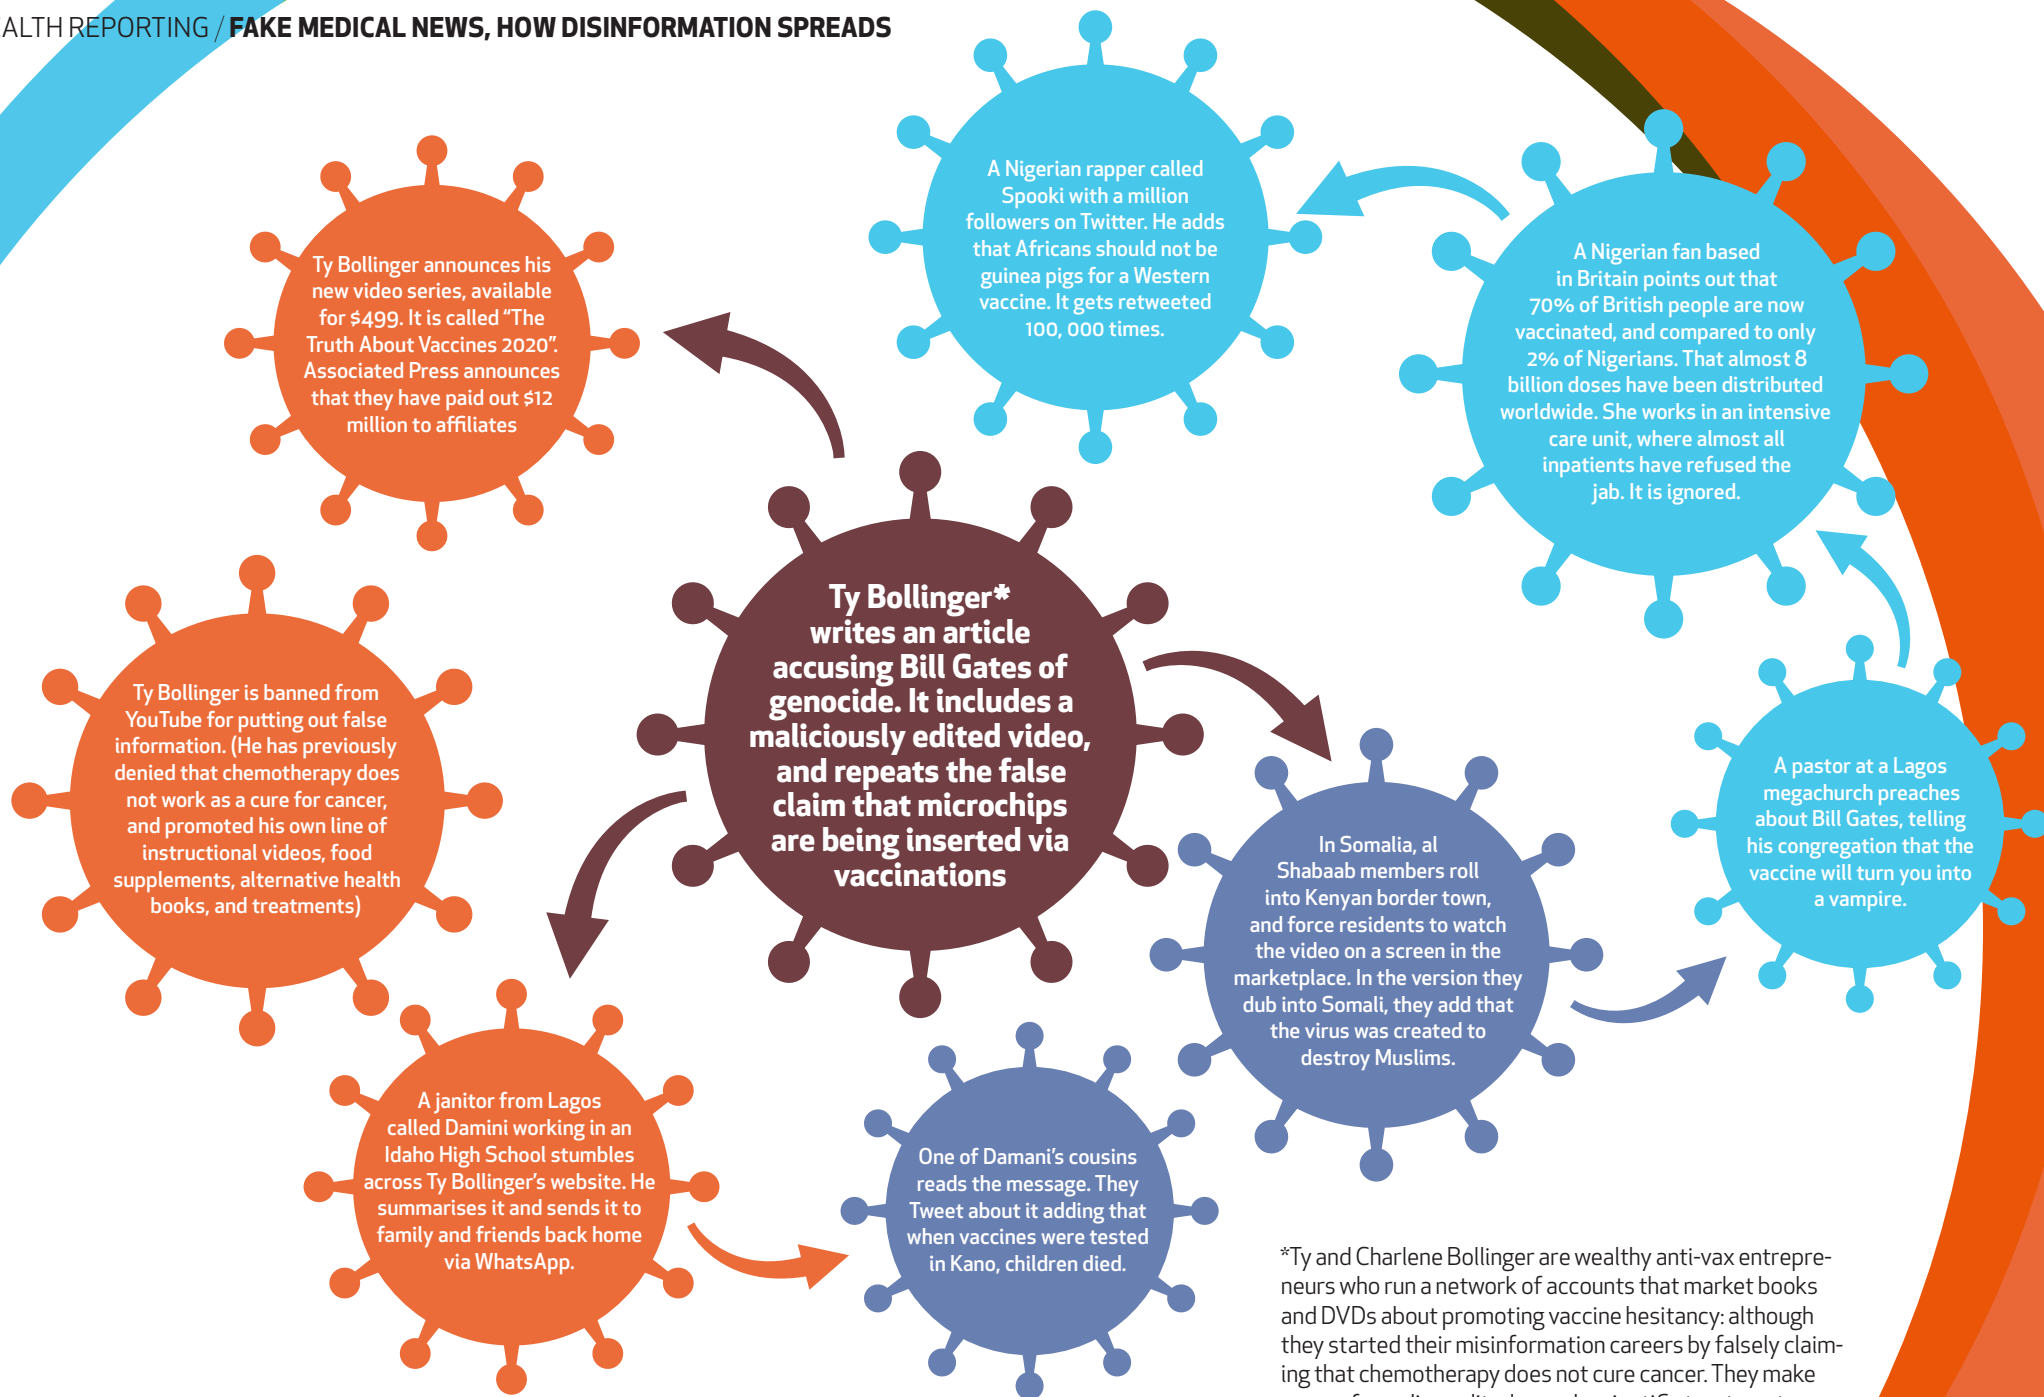 ALTH REPORTING / FAKE MEDICAL NEWS, HOW DISINFORMATION SPREADS
Ty Bollinger*
writes an article
accusing Bill Gates of
genocide. It includes a
maliciously edited video,
and repeats the false
claim that microchips
are being inserted via
vaccinations
Ty Bollinger announces his
new video series, available
for $499. It is called “The
Truth About Vaccines 2020”.
Associated Press announces
that they have paid out $12
million to affiliates
Ty Bollinger is banned from
YouTube for putting out false
information. (He has previously
denied that chemotherapy does
not work as a cure for cancer,
and promoted his own line of
instructional videos, food
supplements, alternative health
books, and treatments)
A janitor from Lagos
called Damini working in an
Idaho High School stumbles
across Ty Bollinger’s website. He
summarises it and sends it to
family and friends back home
via WhatsApp.
One of Damani’s cousins
reads the message. They
Tweet about it adding that
when vaccines were tested
in Kano, children died.
In Somalia, al
Shabaab members roll
into Kenyan border town,
and force residents to watch
the video on a screen in the
marketplace. In the version they
dub into Somali, they add that
the virus was created to
destroy Muslims.
A pastor at a Lagos
megachurch preaches
about Bill Gates, telling
his congregation that the
vaccine will turn you into
a vampire.
A Nigerian fan based
in Britain points out that
70% of British people are now
vaccinated, and compared to only
2% of Nigerians. That almost 8
billion doses have been distributed
worldwide. She works in an intensive
care unit, where almost all
inpatients have refused the
jab. It is ignored.
A Nigerian rapper called
Spooki with a million
followers on Twitter. He adds
that Africans should not be
guinea pigs for a Western
vaccine. It gets retweeted
100, 000 times.
*Ty and Charlene Bollinger are wealthy anti-vax entrepre-
neurs who run a network of accounts that market books
and DVDs about promoting vaccine hesitancy: although
they started their misinformation careers by falsely claim-
ing that chemotherapy does not cure cancer. They make